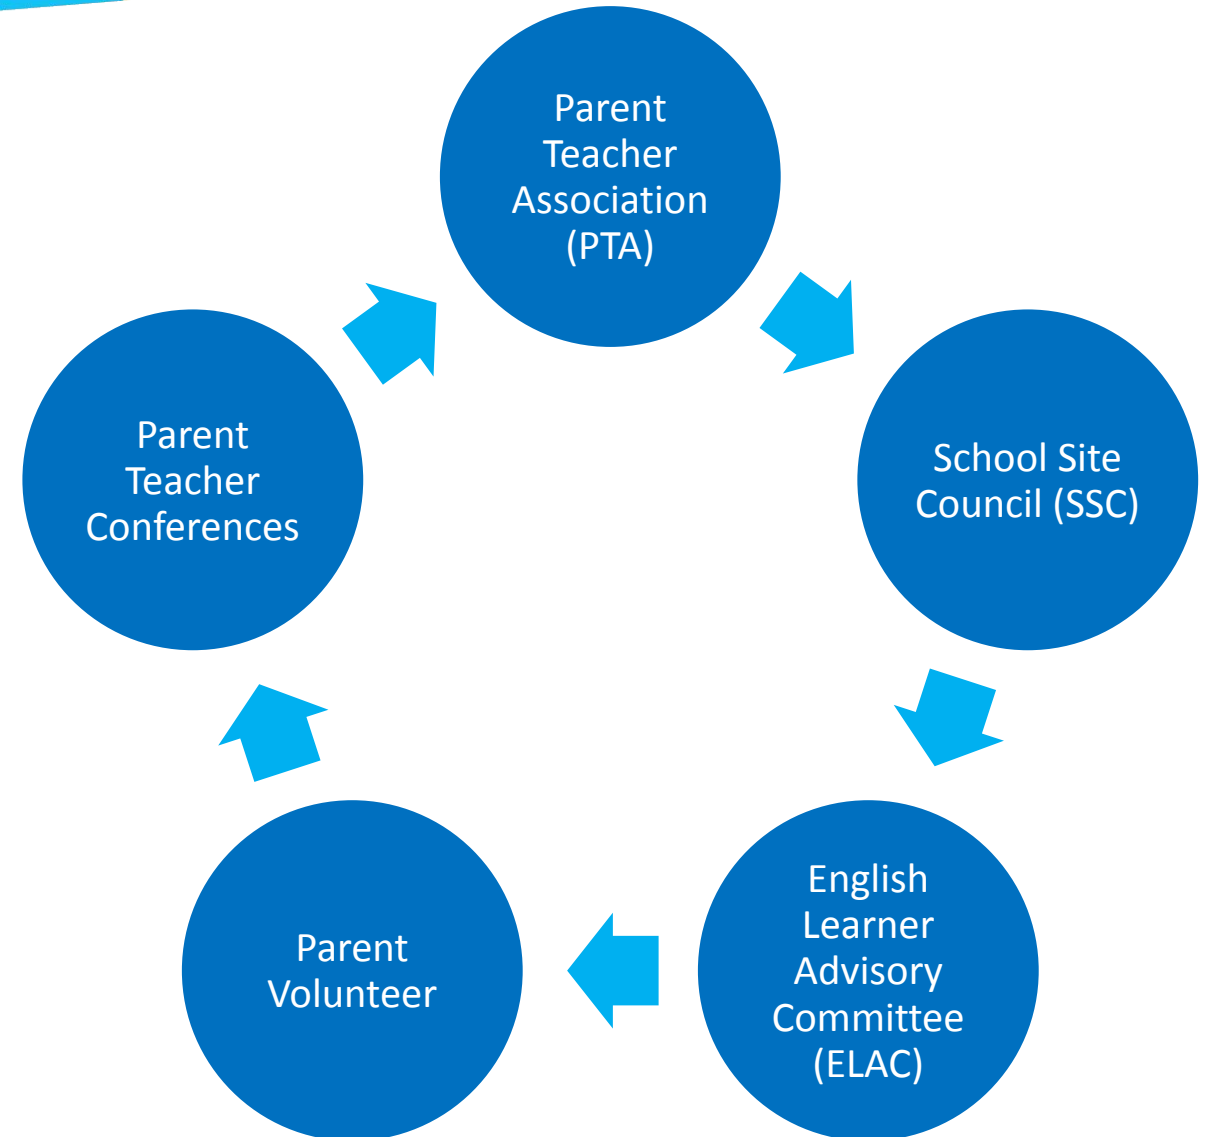 Parent
Teacher
Association
(PTA)
School Site
Council (SSC)
English
Learner
Advisory
Committee
(ELAC)
Parent
Volunteer
Parent
Teacher
Conferences